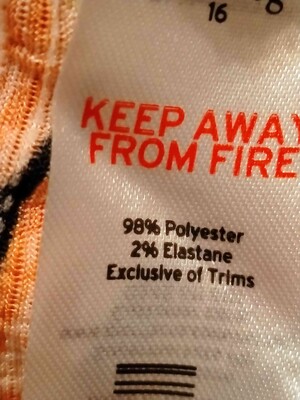 16
KEEP AWAY
FROM FIRE
98% Polyester
2% Elastane
Exclusive of Trims